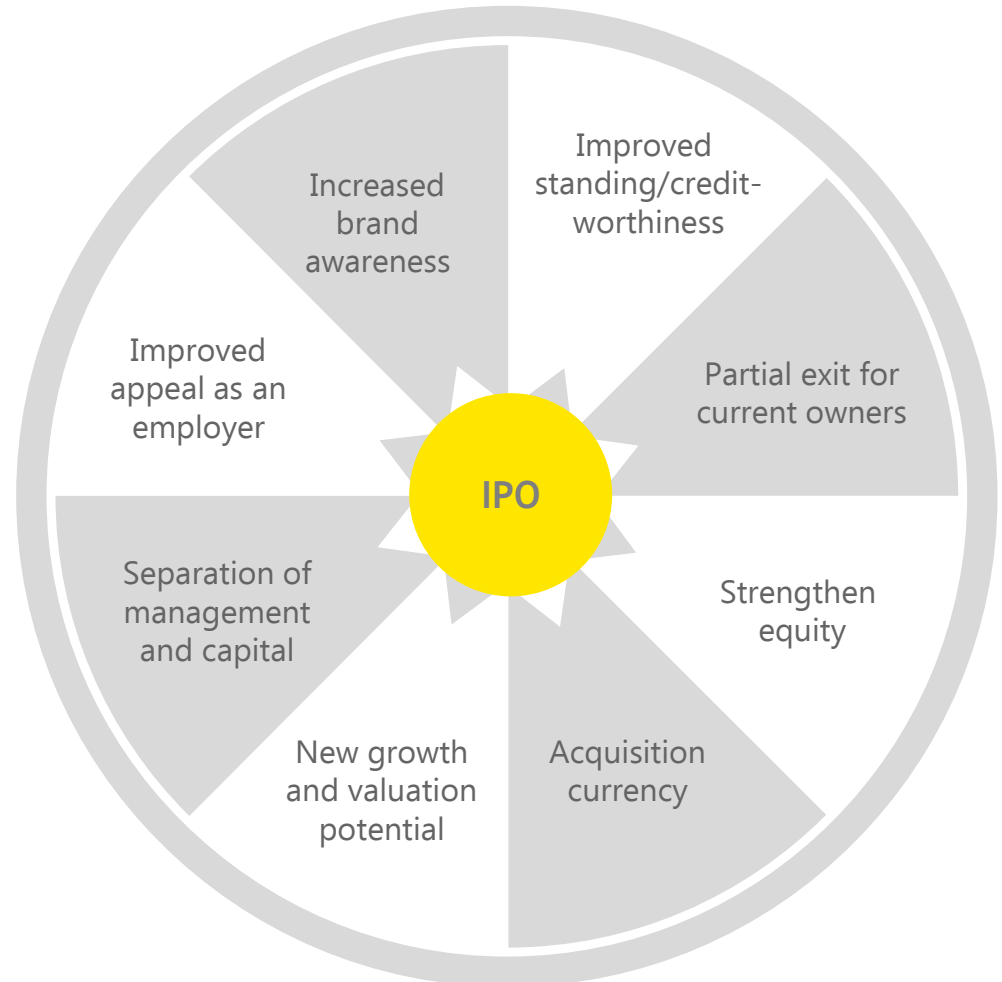 Improved
standing/credit-
worthiness
Partial exit for
current owners
Strengthen
equity
Acquisition
currency
New growth
and valuation
potential
Separation of
management
and capital
Improved
appeal as an
employer
Increased
brand
awareness
IPO